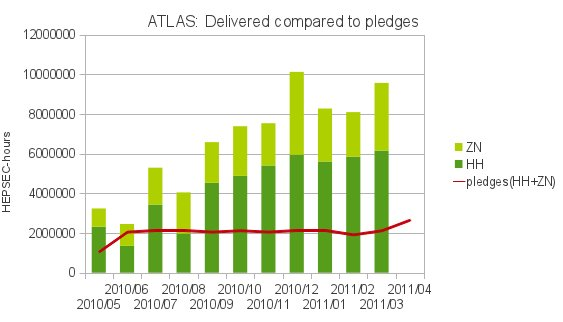 ATLAS: Delivered compared to pledges
12000000
10000000
8000000
6000000
4000000
2000000
0
HEPSEC-hours
2010/06 2010/08 2010/10 2010/12 2011/02 2011/04
2010/05 2010/07 2010/09 2010/11 2011/01 2011/03
ZN
HH
pledges(HH+ZN)